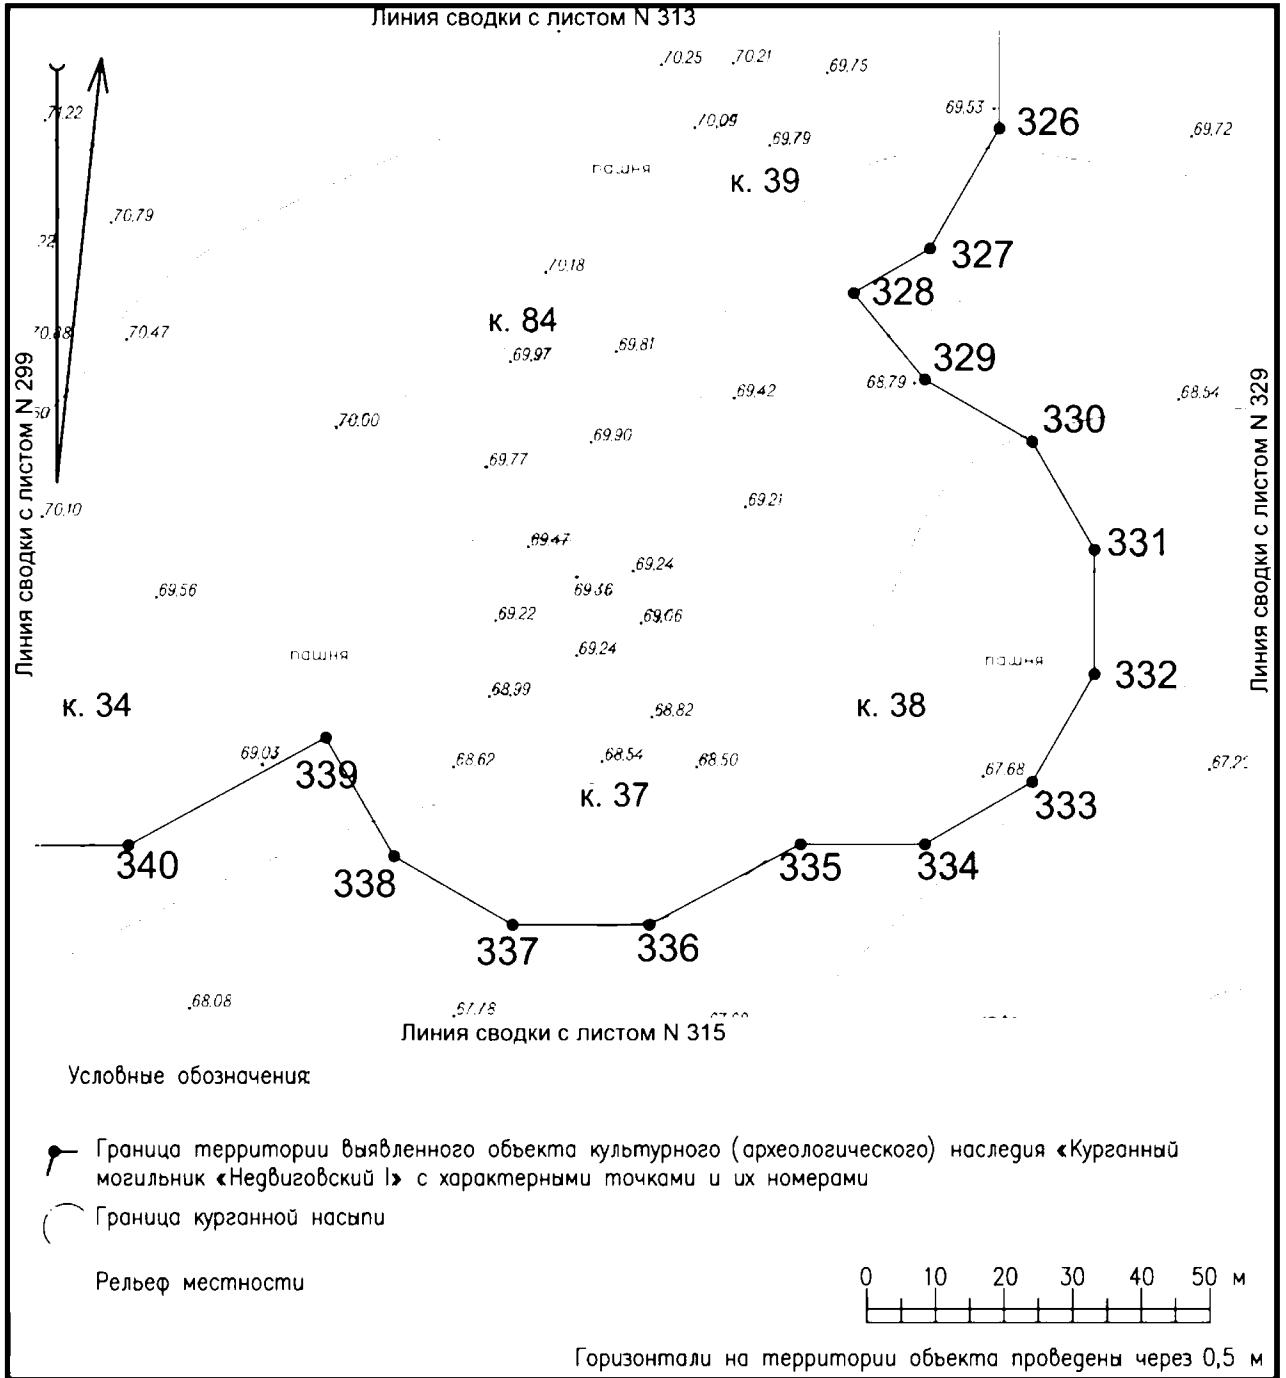 Линия сводки с листом N 313
70.25
70.21
69.75
71.22
70.09
69.53
326
69.72
69.79
пашня
к. 39
70.79
327
70.18
328
к. 84
70.47
69.97
69.81
329
68.79
69.42
68.54
Линия сводки с листом N 299
Линия сводки с листом N 329
70.00
330
69.90
69.77
70.10
69.21
69.47
331
69.24
69.56
69.36
69.22
69.06
69.24
пашня
пашня
332
68.99
к. 34
68.82
к. 38
69.03
339
68.62
68.54
68.50
67.68
к. 37
333
340
338
335
334
337
336
68.08
67.78
Линия сводки с листом N 315
Условные обозначения:
Граница территории выявленного объекта культурного (археологического) наследия «Курганный
могильник «Недвиговский I» с характерными точками и их номерами
Граница курганной насыпи
Рельеф местности
0 10 20 30 40 50 м
Горизонтали на территории объекта проведены через 0,5 м